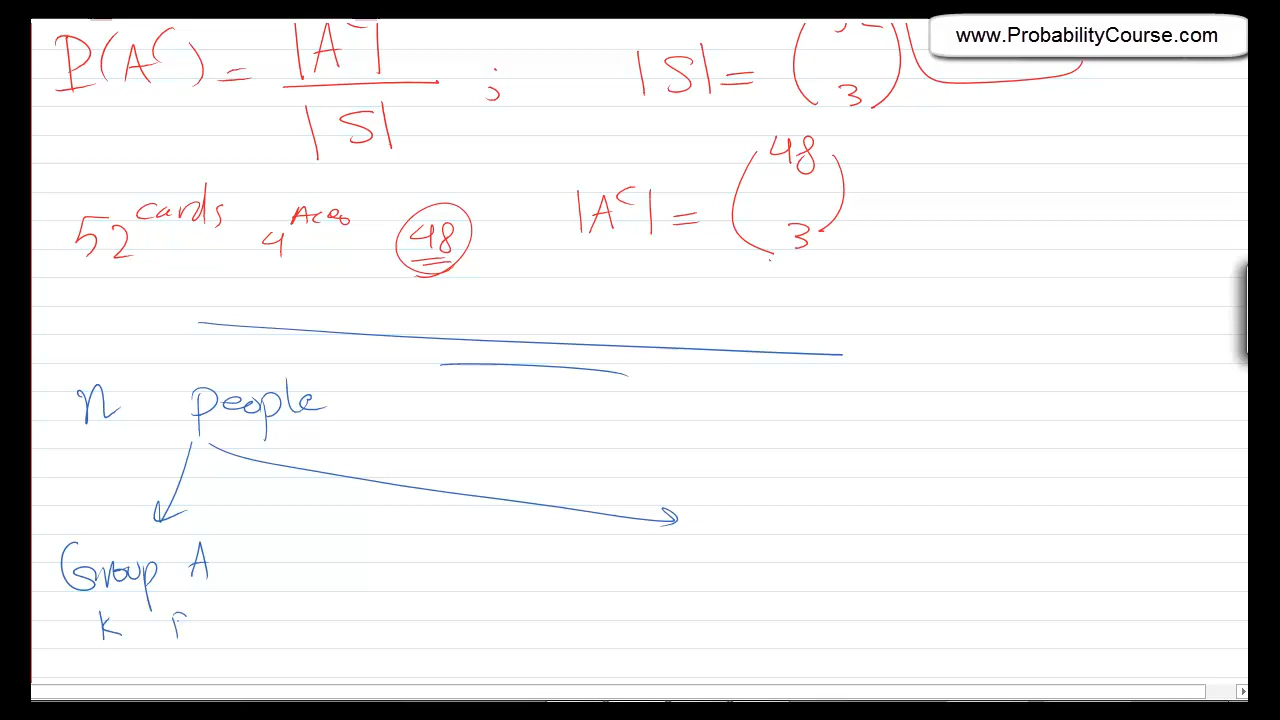 www.ProbabilityCourse.com
P(A^c) = |A^c| / |S| ; |S| = ( 3 )
52 cards 4 Aces 48 |A^c| = (48 3)
n people
Group A
k p